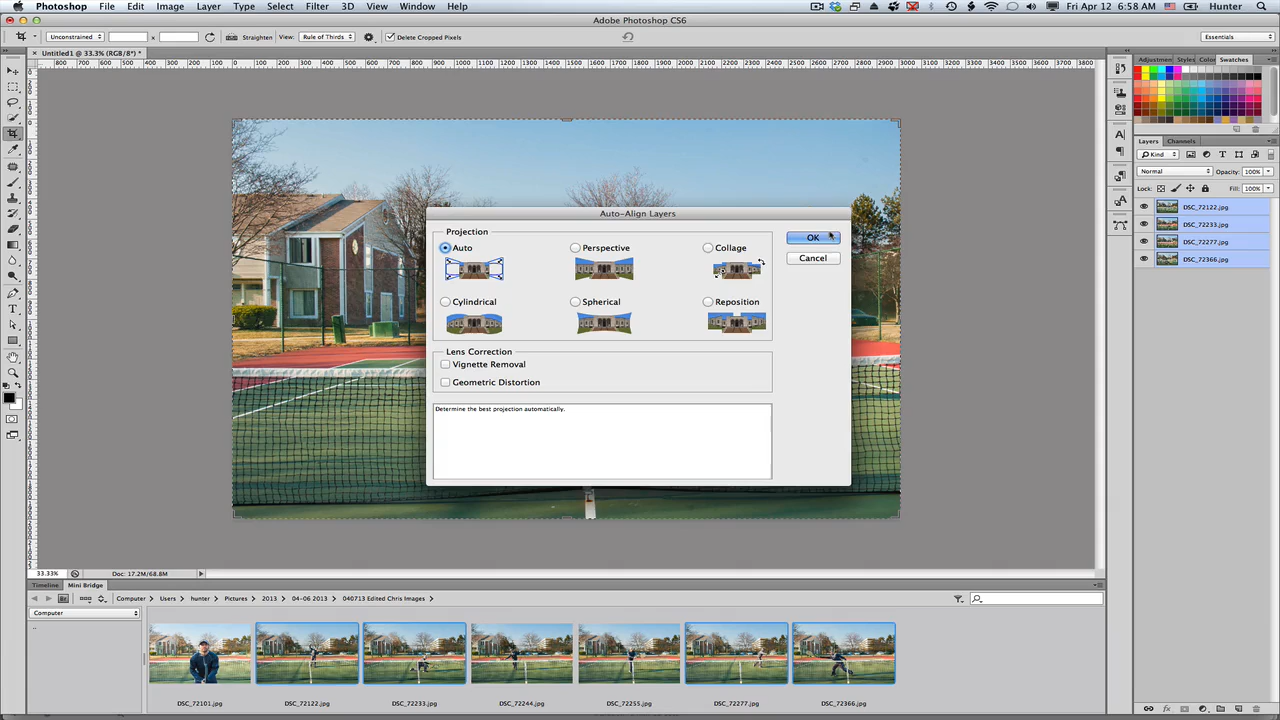 Photoshop File Edit Image Layer Type Select Filter 3D View Window Help Fri Apr 12 6:58 AM Hunter
Adobe Photoshop CS6
Unconstrained x Straighten View: Rule of Thirds Delete Cropped Pixels Essentials
Untitled1 @ 33.3% (RGB/8*) *
Adjustments Styles Color Swatches
Layers Channels
Kind
Normal Opacity: 100%
Lock: Fill: 100%
DSC_72122.jpg
DSC_72233.jpg
DSC_72277.jpg
DSC_72366.jpg
Auto-Align Layers
Projection
Auto Perspective Collage
Cylindrical Spherical Reposition
OK
Cancel
Lens Correction
Vignette Removal
Geometric Distortion
Determine the best projection automatically.
33.33% Doc: 17.2M/68.8M
Timeline Mini Bridge
Computer Users hunter Pictures 2013 04-06 2013 040713 Edited Chris Images
Computer
DSC_72101.jpg DSC_72122.jpg DSC_72233.jpg DSC_72244.jpg DSC_72255.jpg DSC_72277.jpg DSC_72366.jpg